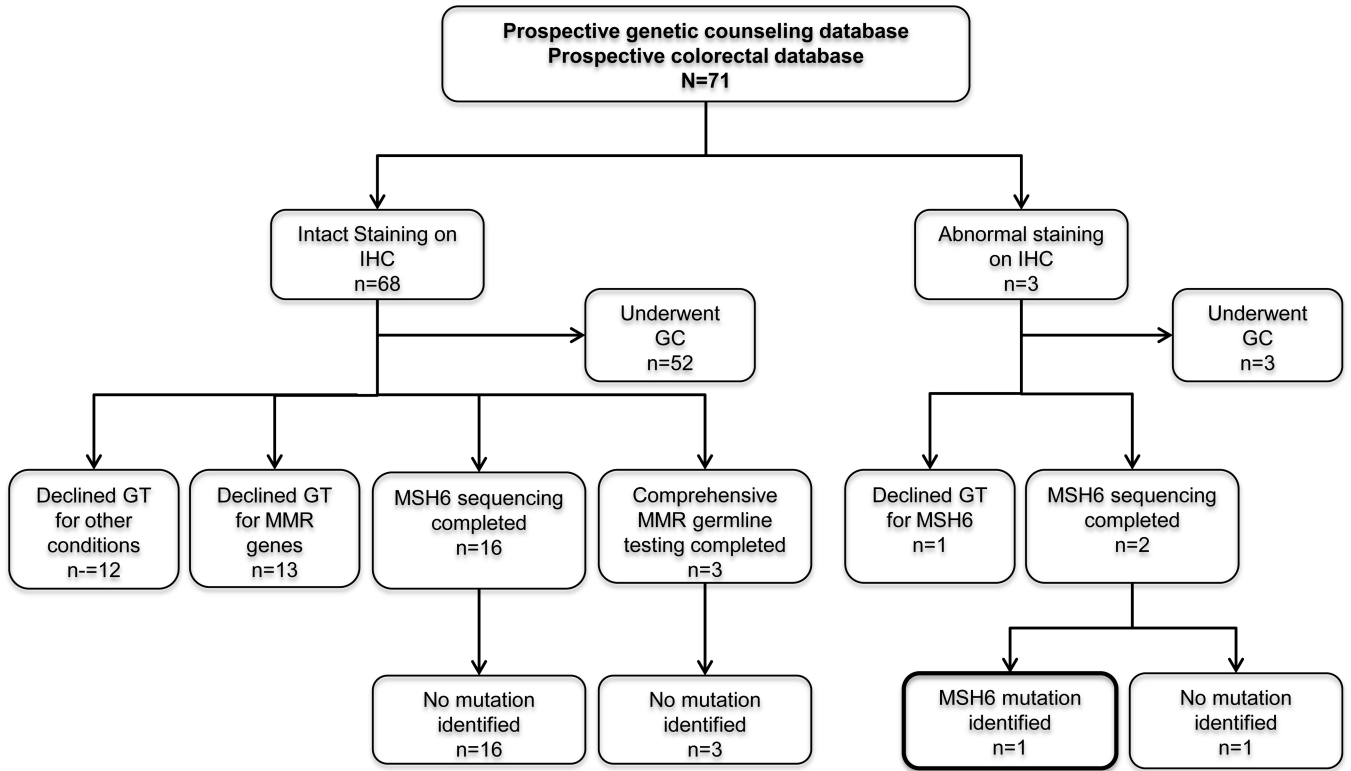 Prospective genetic counseling database
Prospective colorectal database
N=71
Intact Staining on
IHC
n=68
Abnormal staining
on IHC
n=3
Underwent
GC
n=52
Underwent
GC
n=3
Declined GT
for other
conditions
n-=12
Declined GT
for MMR
genes
n=13
MSH6 sequencing
completed
n=16
Comprehensive
MMR germline
testing completed
n=3
Declined GT
for MSH6
n=1
MSH6 sequencing
completed
n=2
No mutation
identified
n=16
No mutation
identified
n=3
MSH6 mutation
identified
n=1
No mutation
identified
n=1